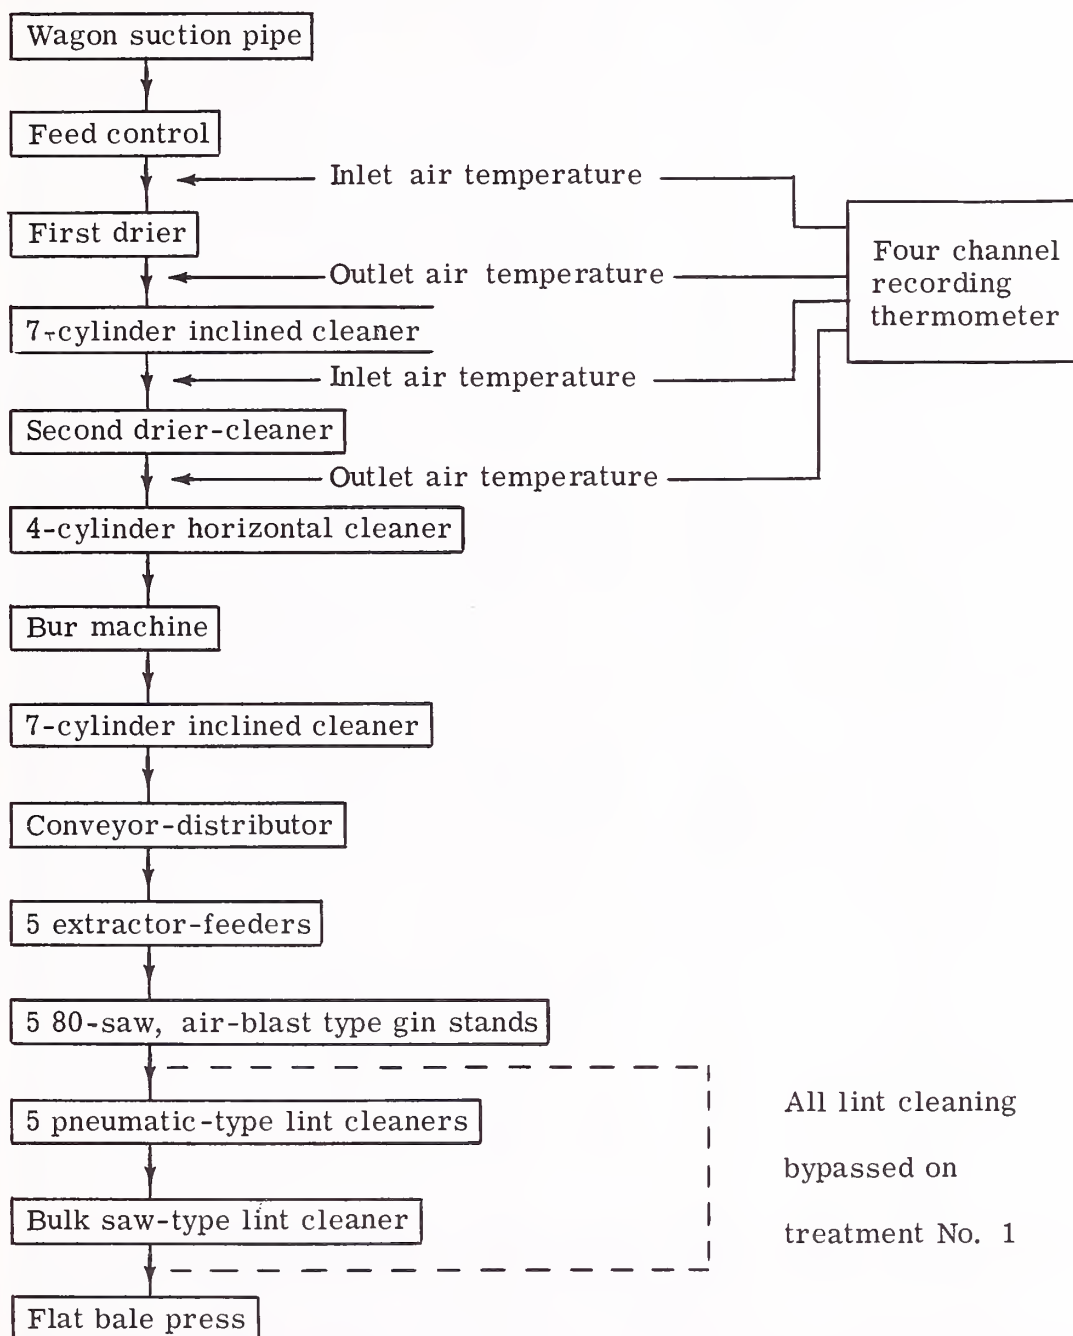 Wagon suction pipe
Feed control
Inlet air temperature
First drier
Four channel
recording
thermometer
Outlet air temperature
7-cylinder inclined cleaner
Inlet air temperature
Second drier-cleaner
Outlet air temperature
4-cylinder horizontal cleaner
Bur machine
7-cylinder inclined cleaner
Conveyor-distributor
5 extractor-feeders
5 80-saw, air-blast type gin stands
5 pneumatic-type lint cleaners
All lint cleaning
bypassed on
treatment No. 1
Bulk saw-type lint cleaner
Flat bale press